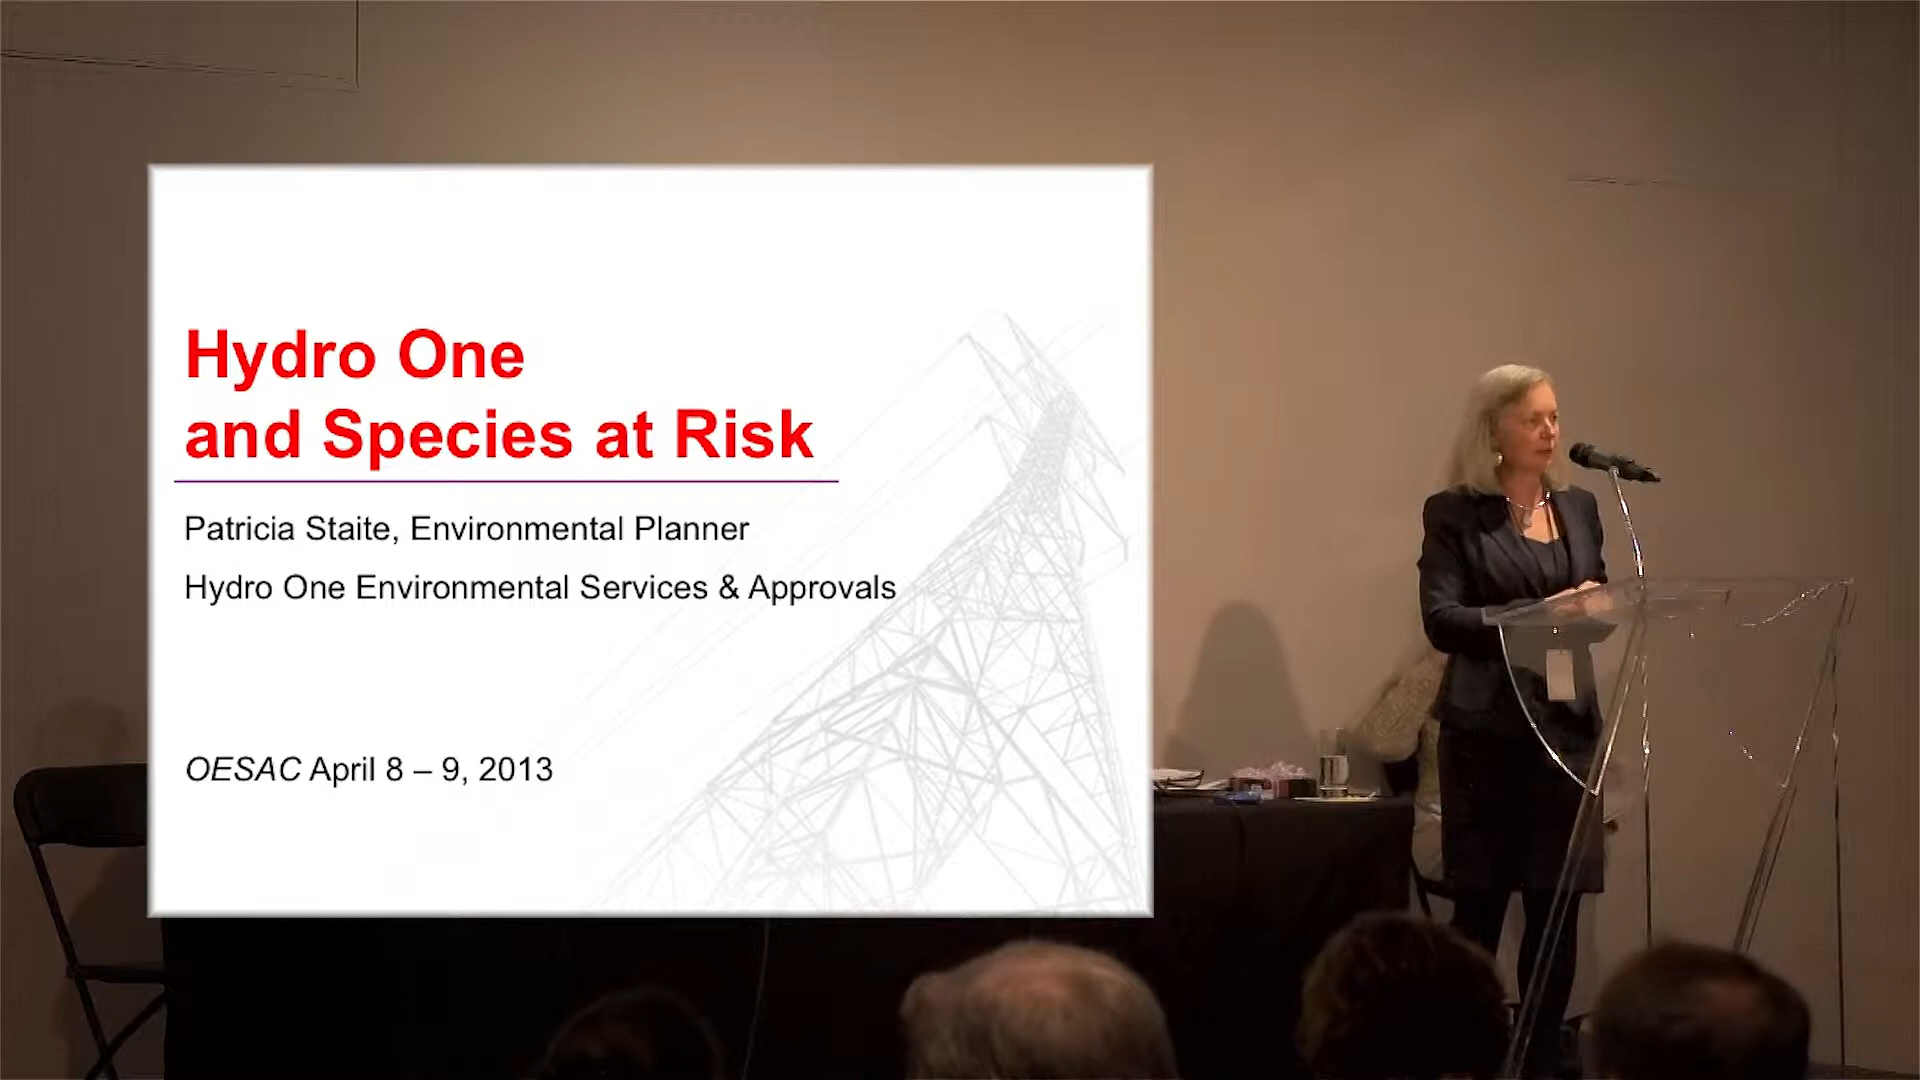 Hydro One
and Species at Risk
Patricia Staite, Environmental Planner
Hydro One Environmental Services & Approvals
OESAC April 8 – 9, 2013